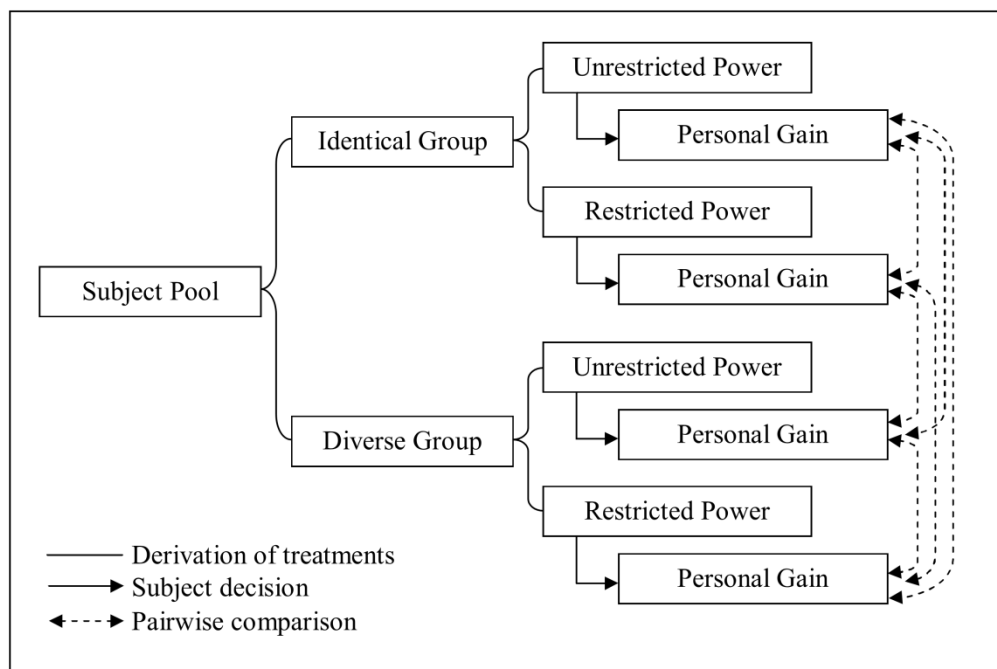 Unrestricted Power
Personal Gain
Identical Group
Restricted Power
Personal Gain
Subject Pool
Unrestricted Power
Personal Gain
Diverse Group
Restricted Power
Personal Gain
Derivation of treatments
Subject decision
Pairwise comparison